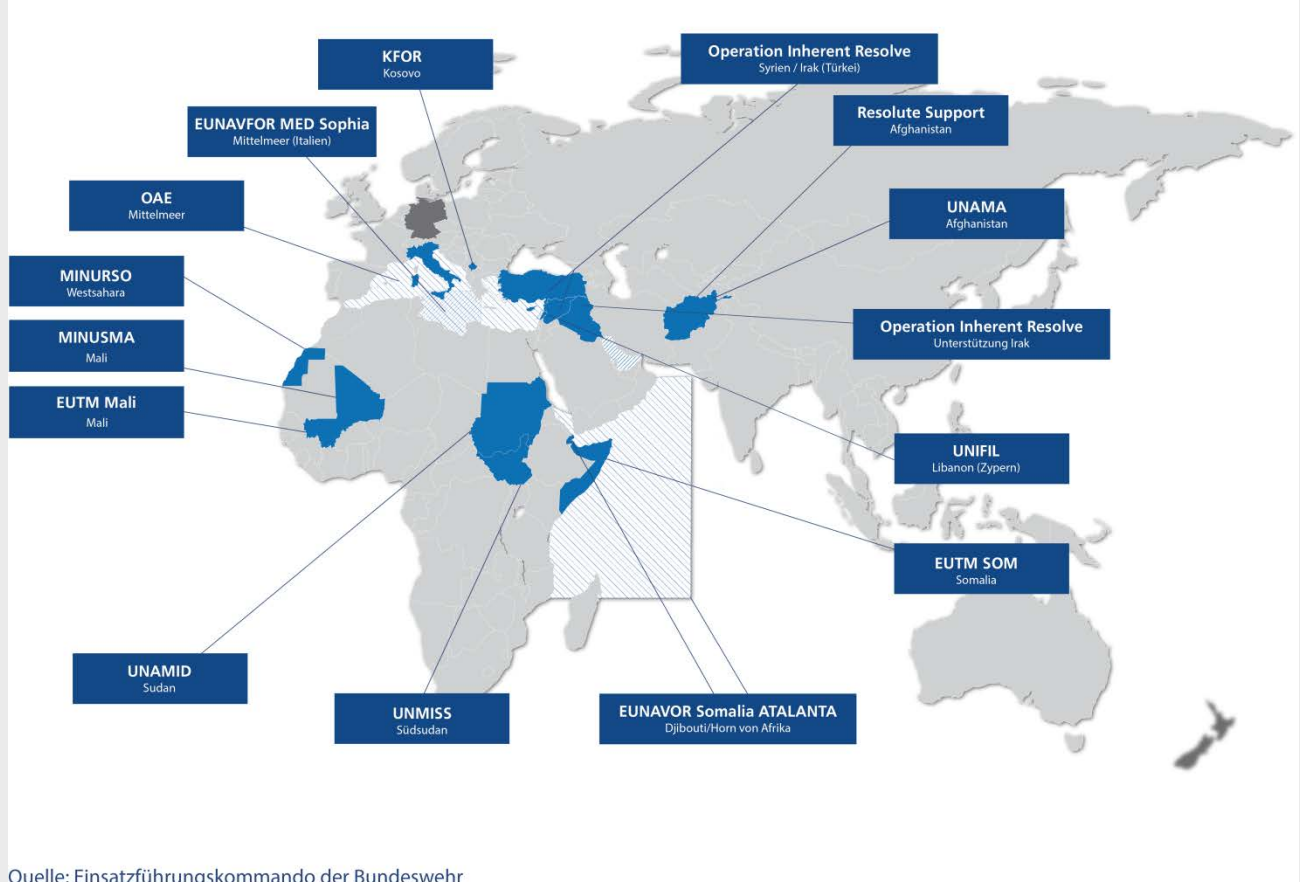 KFOR
Kosovo
Operation Inherent Resolve
Syrien / Irak (Türkei)
EUNAVFOR MED Sophia
Mittelmeer (Italien)
Resolute Support
Afghanistan
OAE
Mittelmeer
UNAMA
Afghanistan
MINURSO
Westsahara
MINUSMA
Mali
Operation Inherent Resolve
Unterstützung Irak
EUTM Mali
Mali
UNIFIL
Libanon (Zypern)
EUTM SOM
Somalia
UNAMID
Sudan
UNMISS
Südsudan
EUNAVOR Somalia ATALANTA
Djibouti/Horn von Afrika
Quelle: Einsatzführungskommando der Bundeswehr